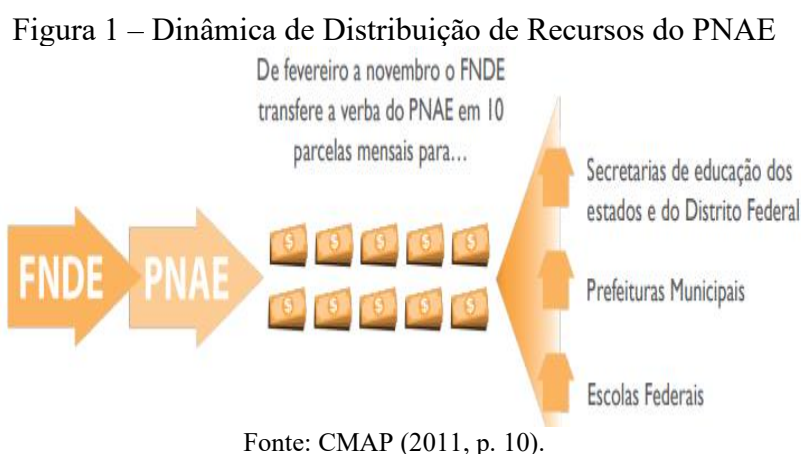 Figura 1 – Dinâmica de Distribuição de Recursos do PNAE
De fevereiro a novembro o FNDE
transfere a verba do PNAE em 10
parcelas mensais para...
FNDE
PNAE
$ $ $ $ $
$ $ $ $ $
Secretarias de educação dos
estados e do Distrito Federal
Prefeituras Municipais
Escolas Federais
Fonte: CMAP (2011, p. 10).